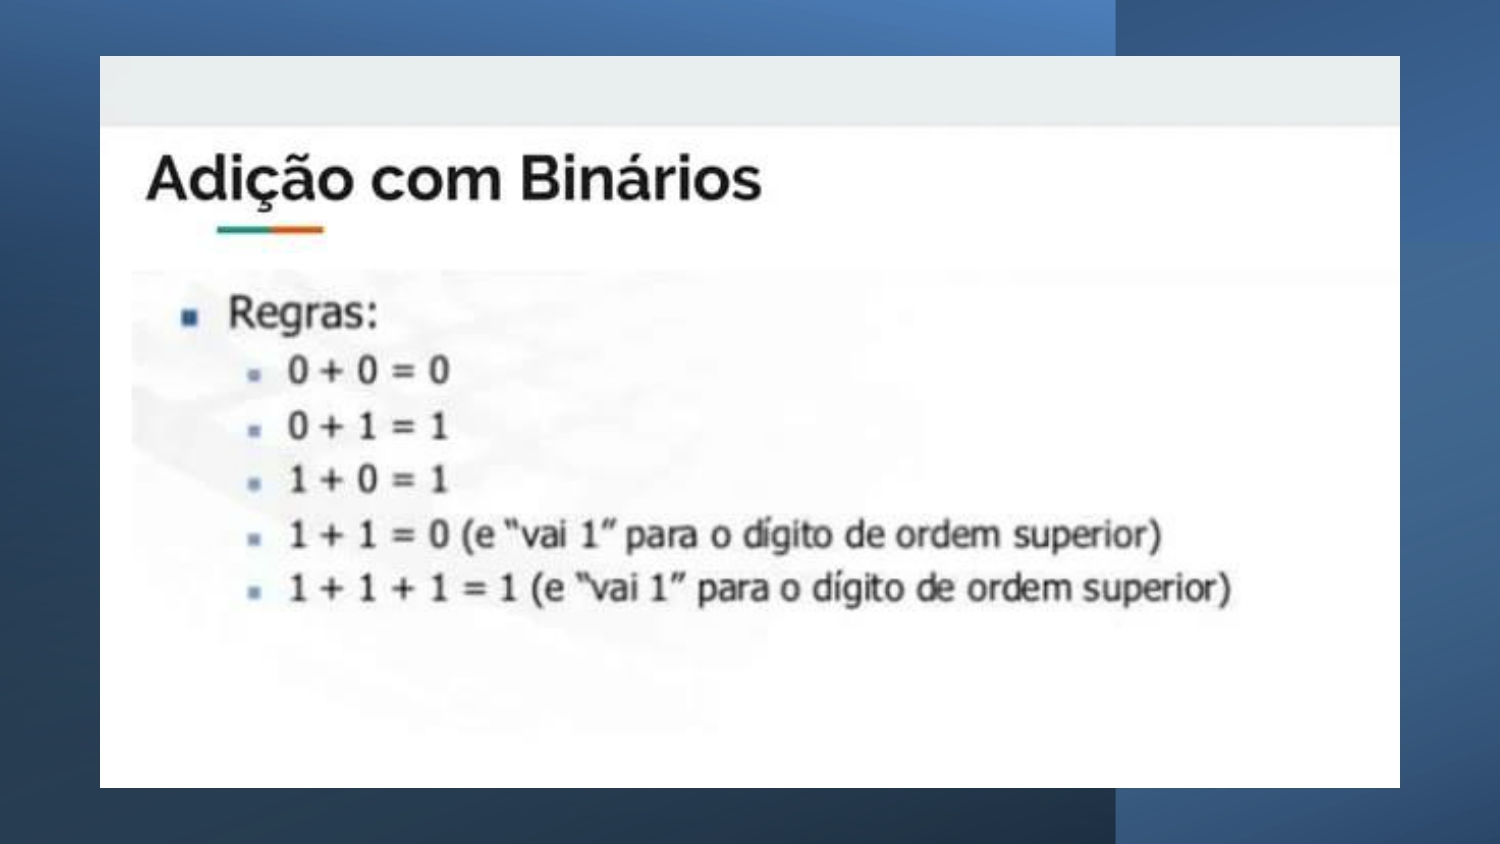 Adição com Binários
Regras:
0 + 0 = 0
0 + 1 = 1
1 + 0 = 1
1 + 1 = 0 (e “vai 1” para o dígito de ordem superior)
1 + 1 + 1 = 1 (e “vai 1” para o dígito de ordem superior)